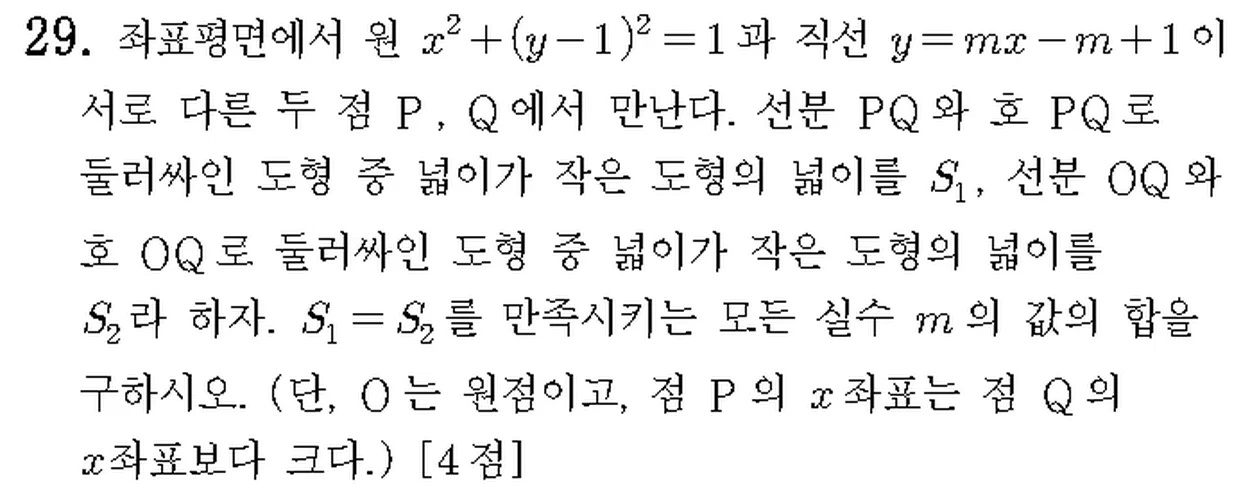 29. 좌표평면에서 원 x²+(y−1)²=1과 직선 y=mx−m+1이
서로 다른 두 점 P, Q에서 만난다. 선분 PQ와 호 PQ로
둘러싸인 도형 중 넓이가 작은 도형의 넓이를 S₁, 선분 OQ와
호 OQ로 둘러싸인 도형 중 넓이가 작은 도형의 넓이를
S₂라 하자. S₁=S₂를 만족시키는 모든 실수 m의 값의 합을
구하시오. (단, O는 원점이고, 점 P의 x좌표는 점 Q의
x좌표보다 크다.) [4점]